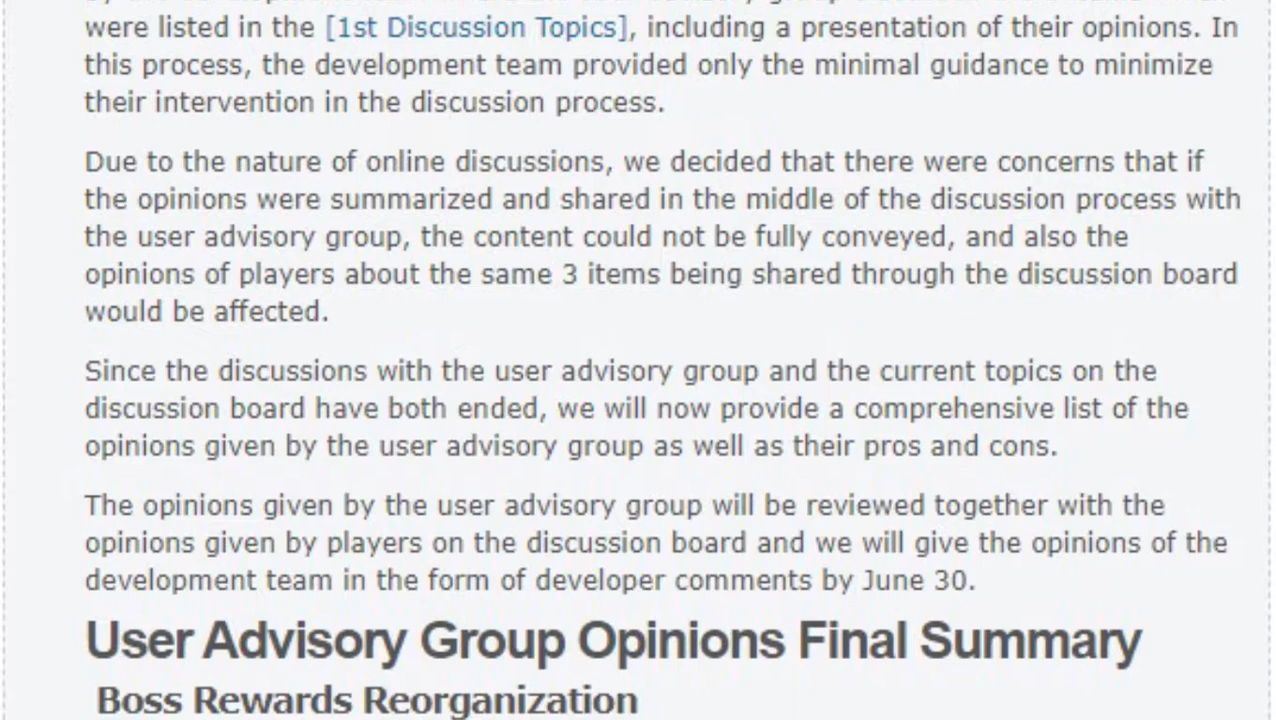 were listed in the [1st Discussion Topics], including a presentation of their opinions. In
this process, the development team provided only the minimal guidance to minimize
their intervention in the discussion process.
Due to the nature of online discussions, we decided that there were concerns that if
the opinions were summarized and shared in the middle of the discussion process with
the user advisory group, the content could not be fully conveyed, and also the
opinions of players about the same 3 items being shared through the discussion board
would be affected.
Since the discussions with the user advisory group and the current topics on the
discussion board have both ended, we will now provide a comprehensive list of the
opinions given by the user advisory group as well as their pros and cons.
The opinions given by the user advisory group will be reviewed together with the
opinions given by players on the discussion board and we will give the opinions of the
development team in the form of developer comments by June 30.
User Advisory Group Opinions Final Summary
Boss Rewards Reorganization